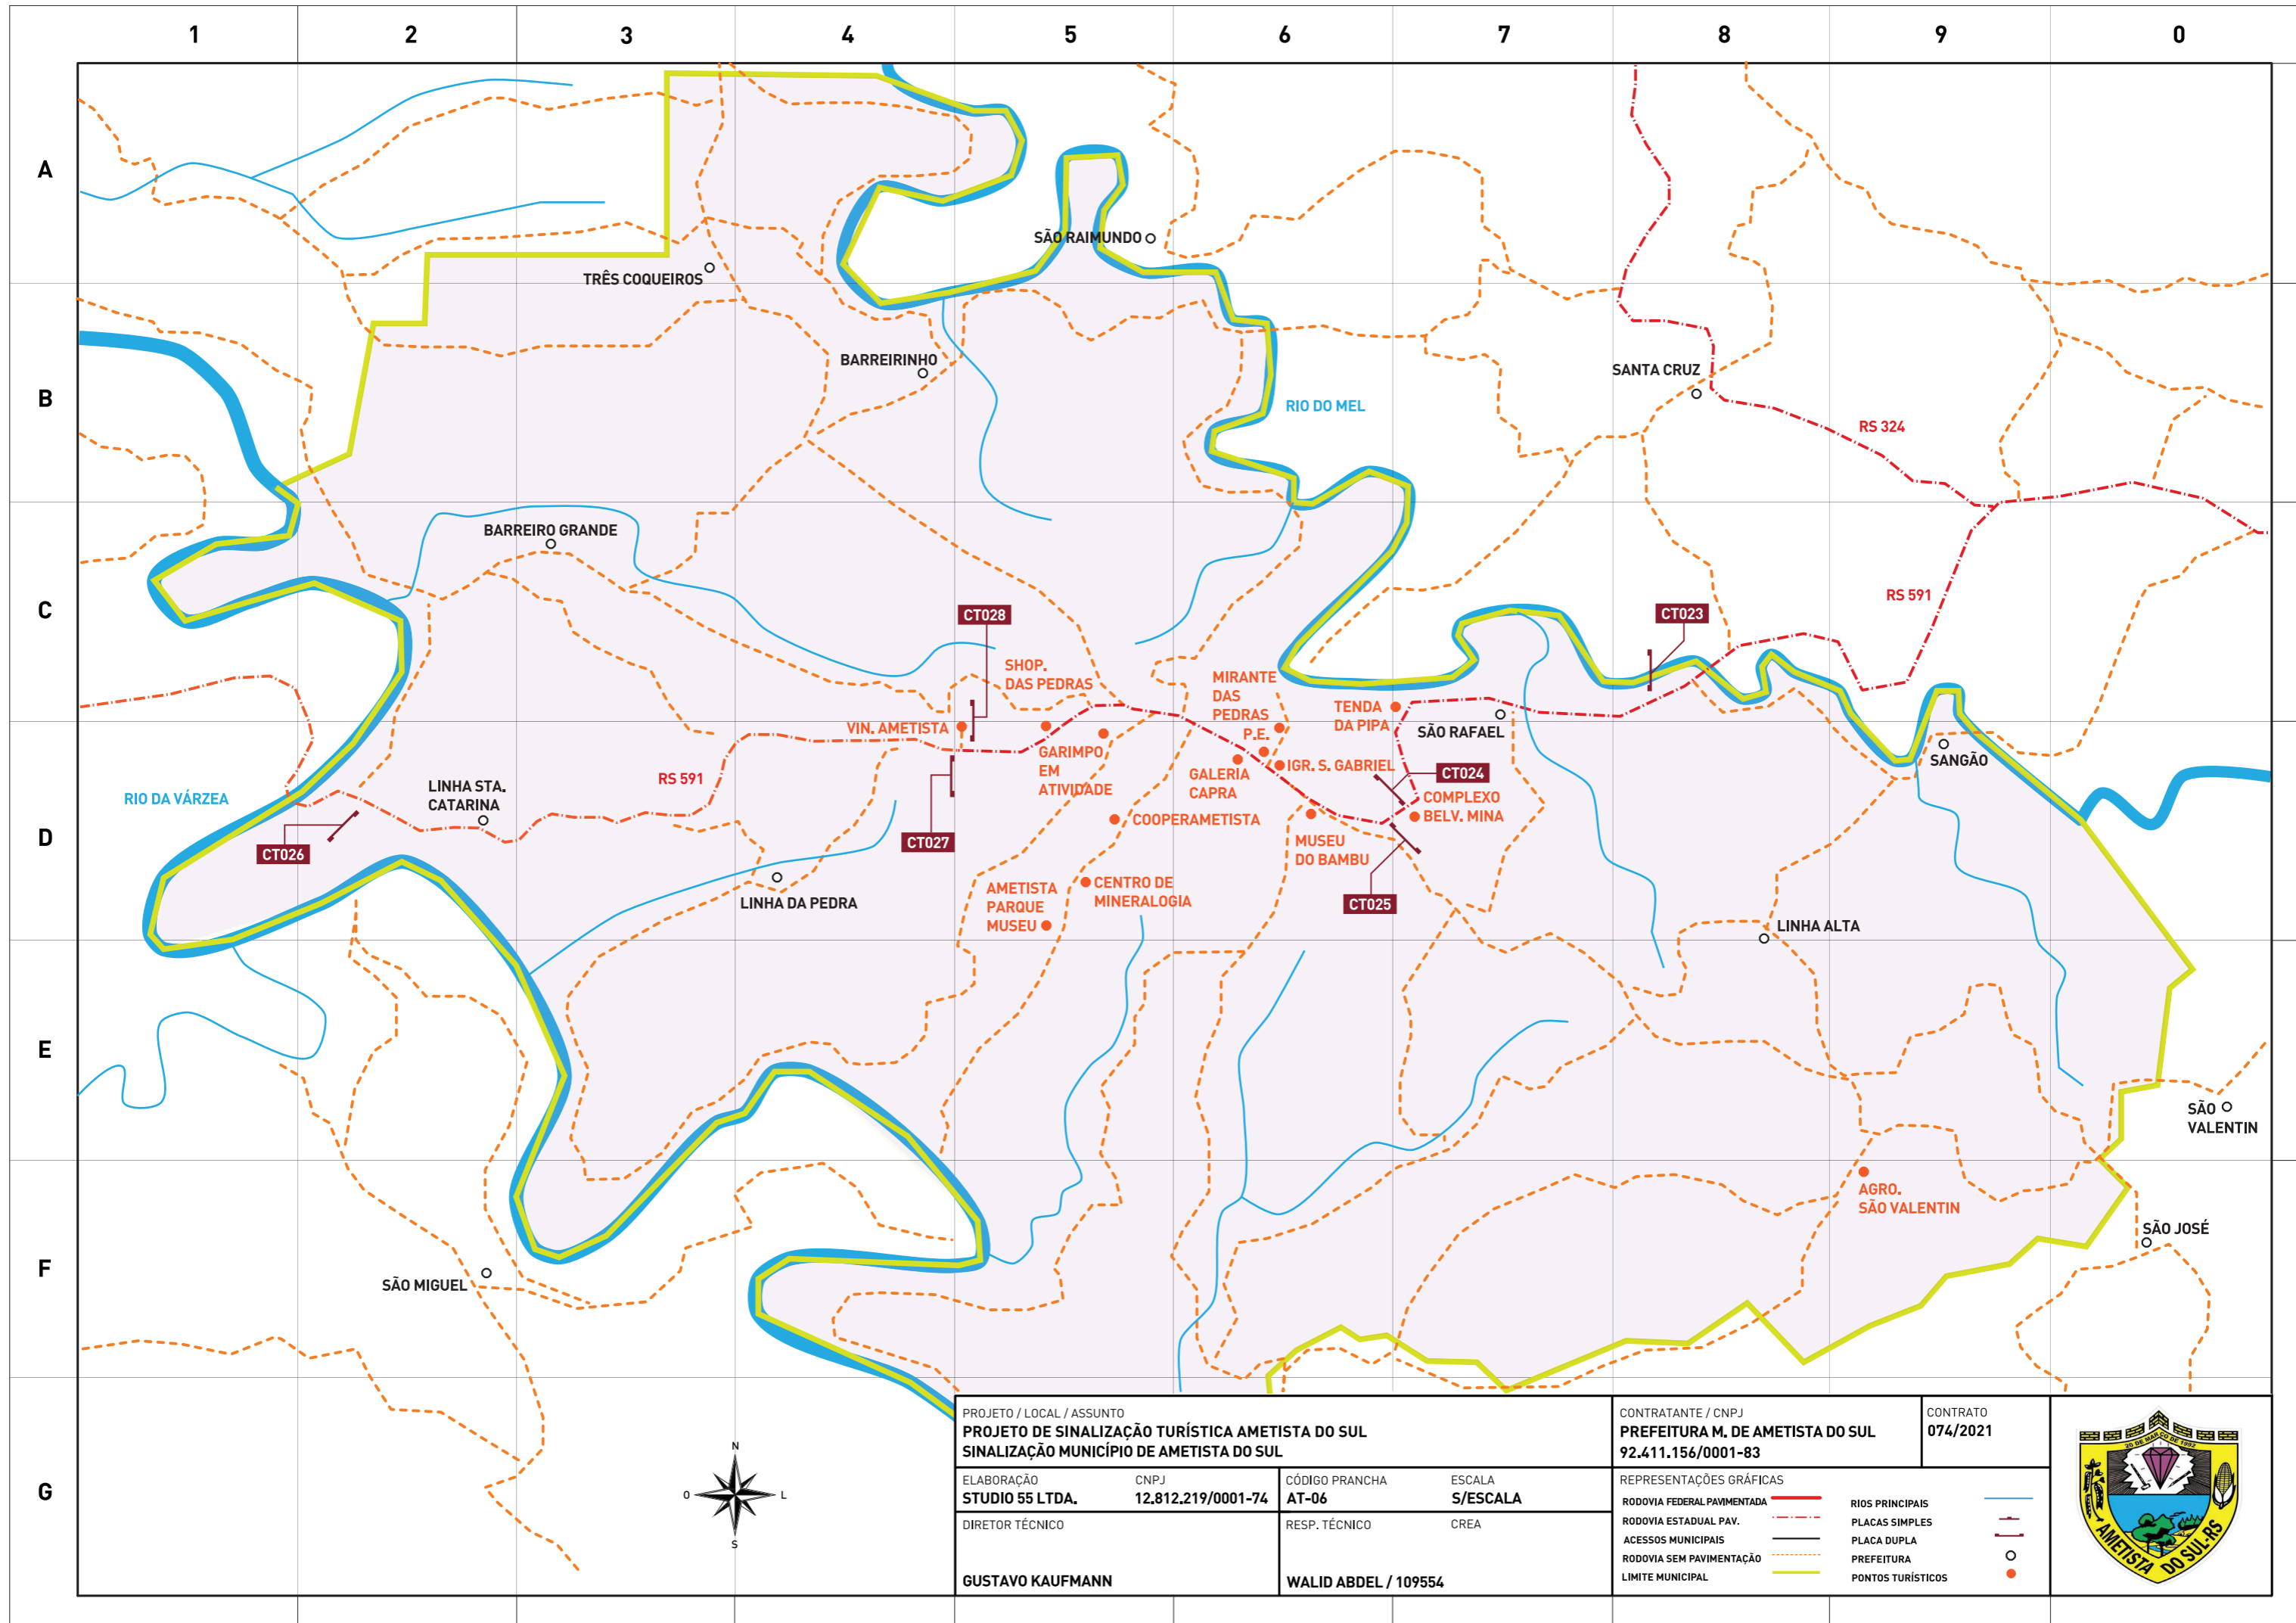 1 2 3 4 5 6 7 8 9 0
A
B
C
D
E
F
G
SÃO RAIMUNDO
TRÊS COQUEIROS
BARREIRINHO
SANTA CRUZ
RIO DO MEL
RS 324
BARREIRO GRANDE
RS 591
CT028
CT023
SHOP.
DAS PEDRAS
MIRANTE
DAS
PEDRAS
P.E.
TENDA
DA PIPA
VIN. AMETISTA
SÃO RAFAEL
SANGÃO
GARIMPO
EM
ATIVIDADE
GALERIA
CAPRA
IGR. S. GABRIEL
CT024
RS 591
LINHA STA.
CATARINA
RIO DA VÁRZEA
COMPLEXO
BELV. MINA
COOPERAMETISTA
CT027
MUSEU
DO BAMBU
CT026
CT025
LINHA DA PEDRA
AMETISTA
PARQUE
MUSEU
CENTRO DE
MINERALOGIA
LINHA ALTA
SÃO
VALENTIN
AGRO.
SÃO VALENTIN
SÃO JOSÉ
SÃO MIGUEL
N
O L
S
PROJETO / LOCAL / ASSUNTO
PROJETO DE SINALIZAÇÃO TURÍSTICA AMETISTA DO SUL
SINALIZAÇÃO MUNICÍPIO DE AMETISTA DO SUL
CONTRATANTE / CNPJ
PREFEITURA M. DE AMETISTA DO SUL
92.411.156/0001-83
CONTRATO
074/2021
ELABORAÇÃO
STUDIO 55 LTDA.
CNPJ
12.812.219/0001-74
CÓDIGO PRANCHA
AT-06
ESCALA
S/ESCALA
DIRETOR TÉCNICO
GUSTAVO KAUFMANN
RESP. TÉCNICO
CREA
WALID ABDEL / 109554
REPRESENTAÇÕES GRÁFICAS
RODOVIA FEDERAL PAVIMENTADA
RODOVIA ESTADUAL PAV.
ACESSOS MUNICIPAIS
RODOVIA SEM PAVIMENTAÇÃO
LIMITE MUNICIPAL
RIOS PRINCIPAIS
PLACAS SIMPLES
PLACA DUPLA
PREFEITURA
PONTOS TURÍSTICOS
20 DE MARÇO DE 1992
AMETISTA DO SUL-RS